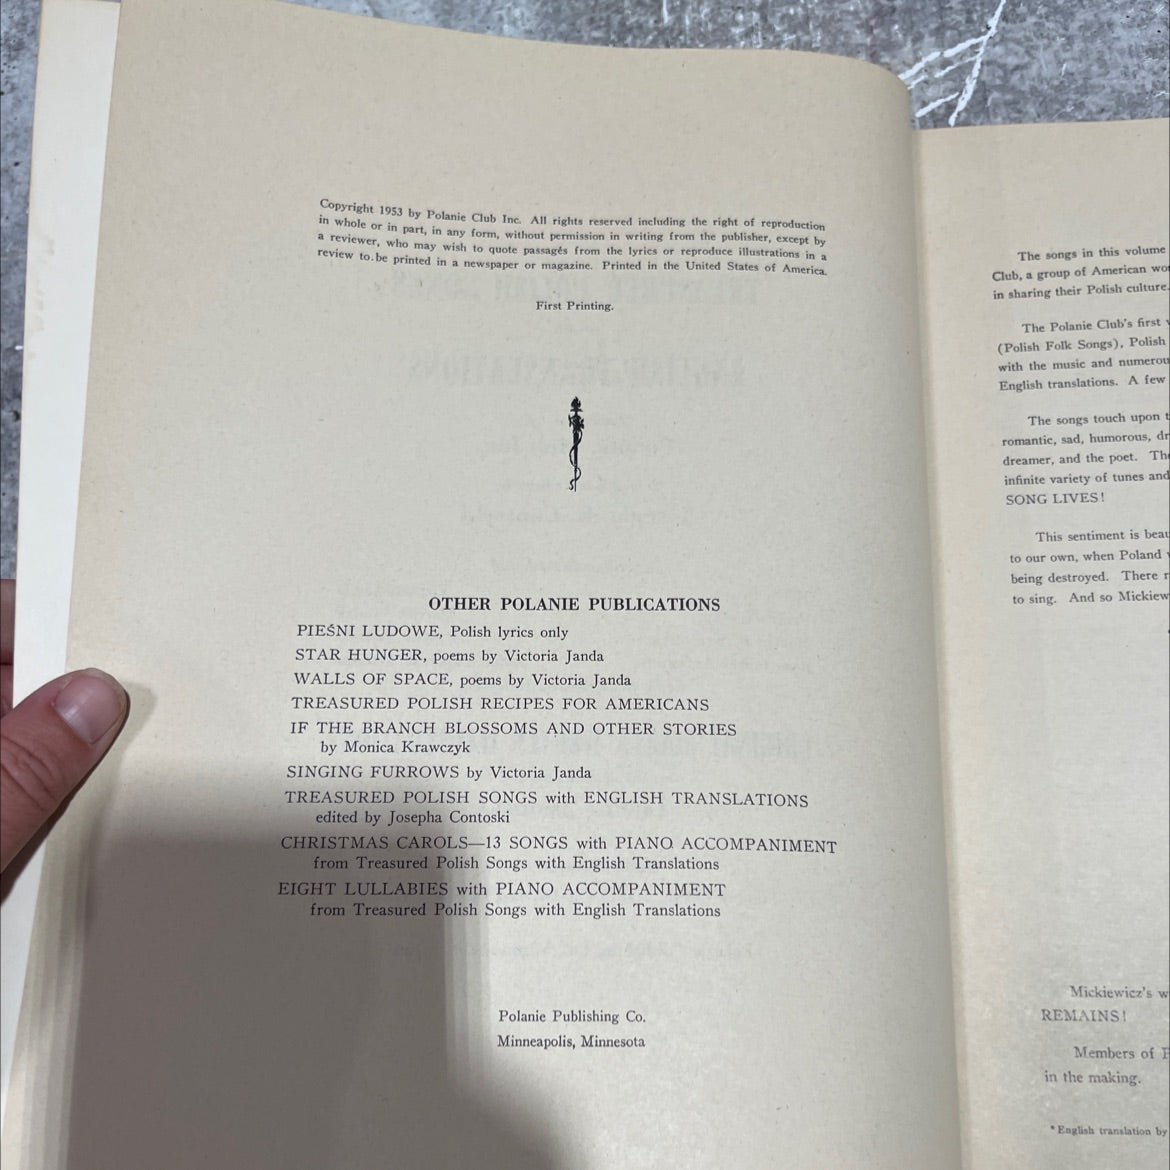 Copyright 1953 by Polanie Club Inc. All rights reserved including the right of reproduction
in whole or in part, in any form, without permission in writing from the publisher, except by
a reviewer, who may wish to quote passages from the lyrics or reproduce illustrations in a
review to be printed in a newspaper or magazine. Printed in the United States of America.
First Printing.
OTHER POLANIE PUBLICATIONS
PIEŚNI LUDOWE, Polish lyrics only
STAR HUNGER, poems by Victoria Janda
WALLS OF SPACE, poems by Victoria Janda
TREASURED POLISH RECIPES FOR AMERICANS
IF THE BRANCH BLOSSOMS AND OTHER STORIES
by Monica Krawczyk
SINGING FURROWS by Victoria Janda
TREASURED POLISH SONGS with ENGLISH TRANSLATIONS
edited by Josepha Contoski
CHRISTMAS CAROLS—13 SONGS with PIANO ACCOMPANIMENT
from Treasured Polish Songs with English Translations
EIGHT LULLABIES with PIANO ACCOMPANIMENT
from Treasured Polish Songs with English Translations
Polanie Publishing Co.
Minneapolis, Minnesota
The songs in this volume
Club, a group of American
in sharing their Polish culture.
The Polanie Club's first
(Polish Folk Songs), Polish
with the music and
English translations. A few
The songs touch upon
romantic, sad, humorous,
dreamer, and the poet.
infinite variety of tunes and
SONG LIVES!
This sentiment is
to our own, when Poland
being destroyed. There
to sing. And so
Mickiewicz's
REMAINS!
Members of
in the making.
*English translation by